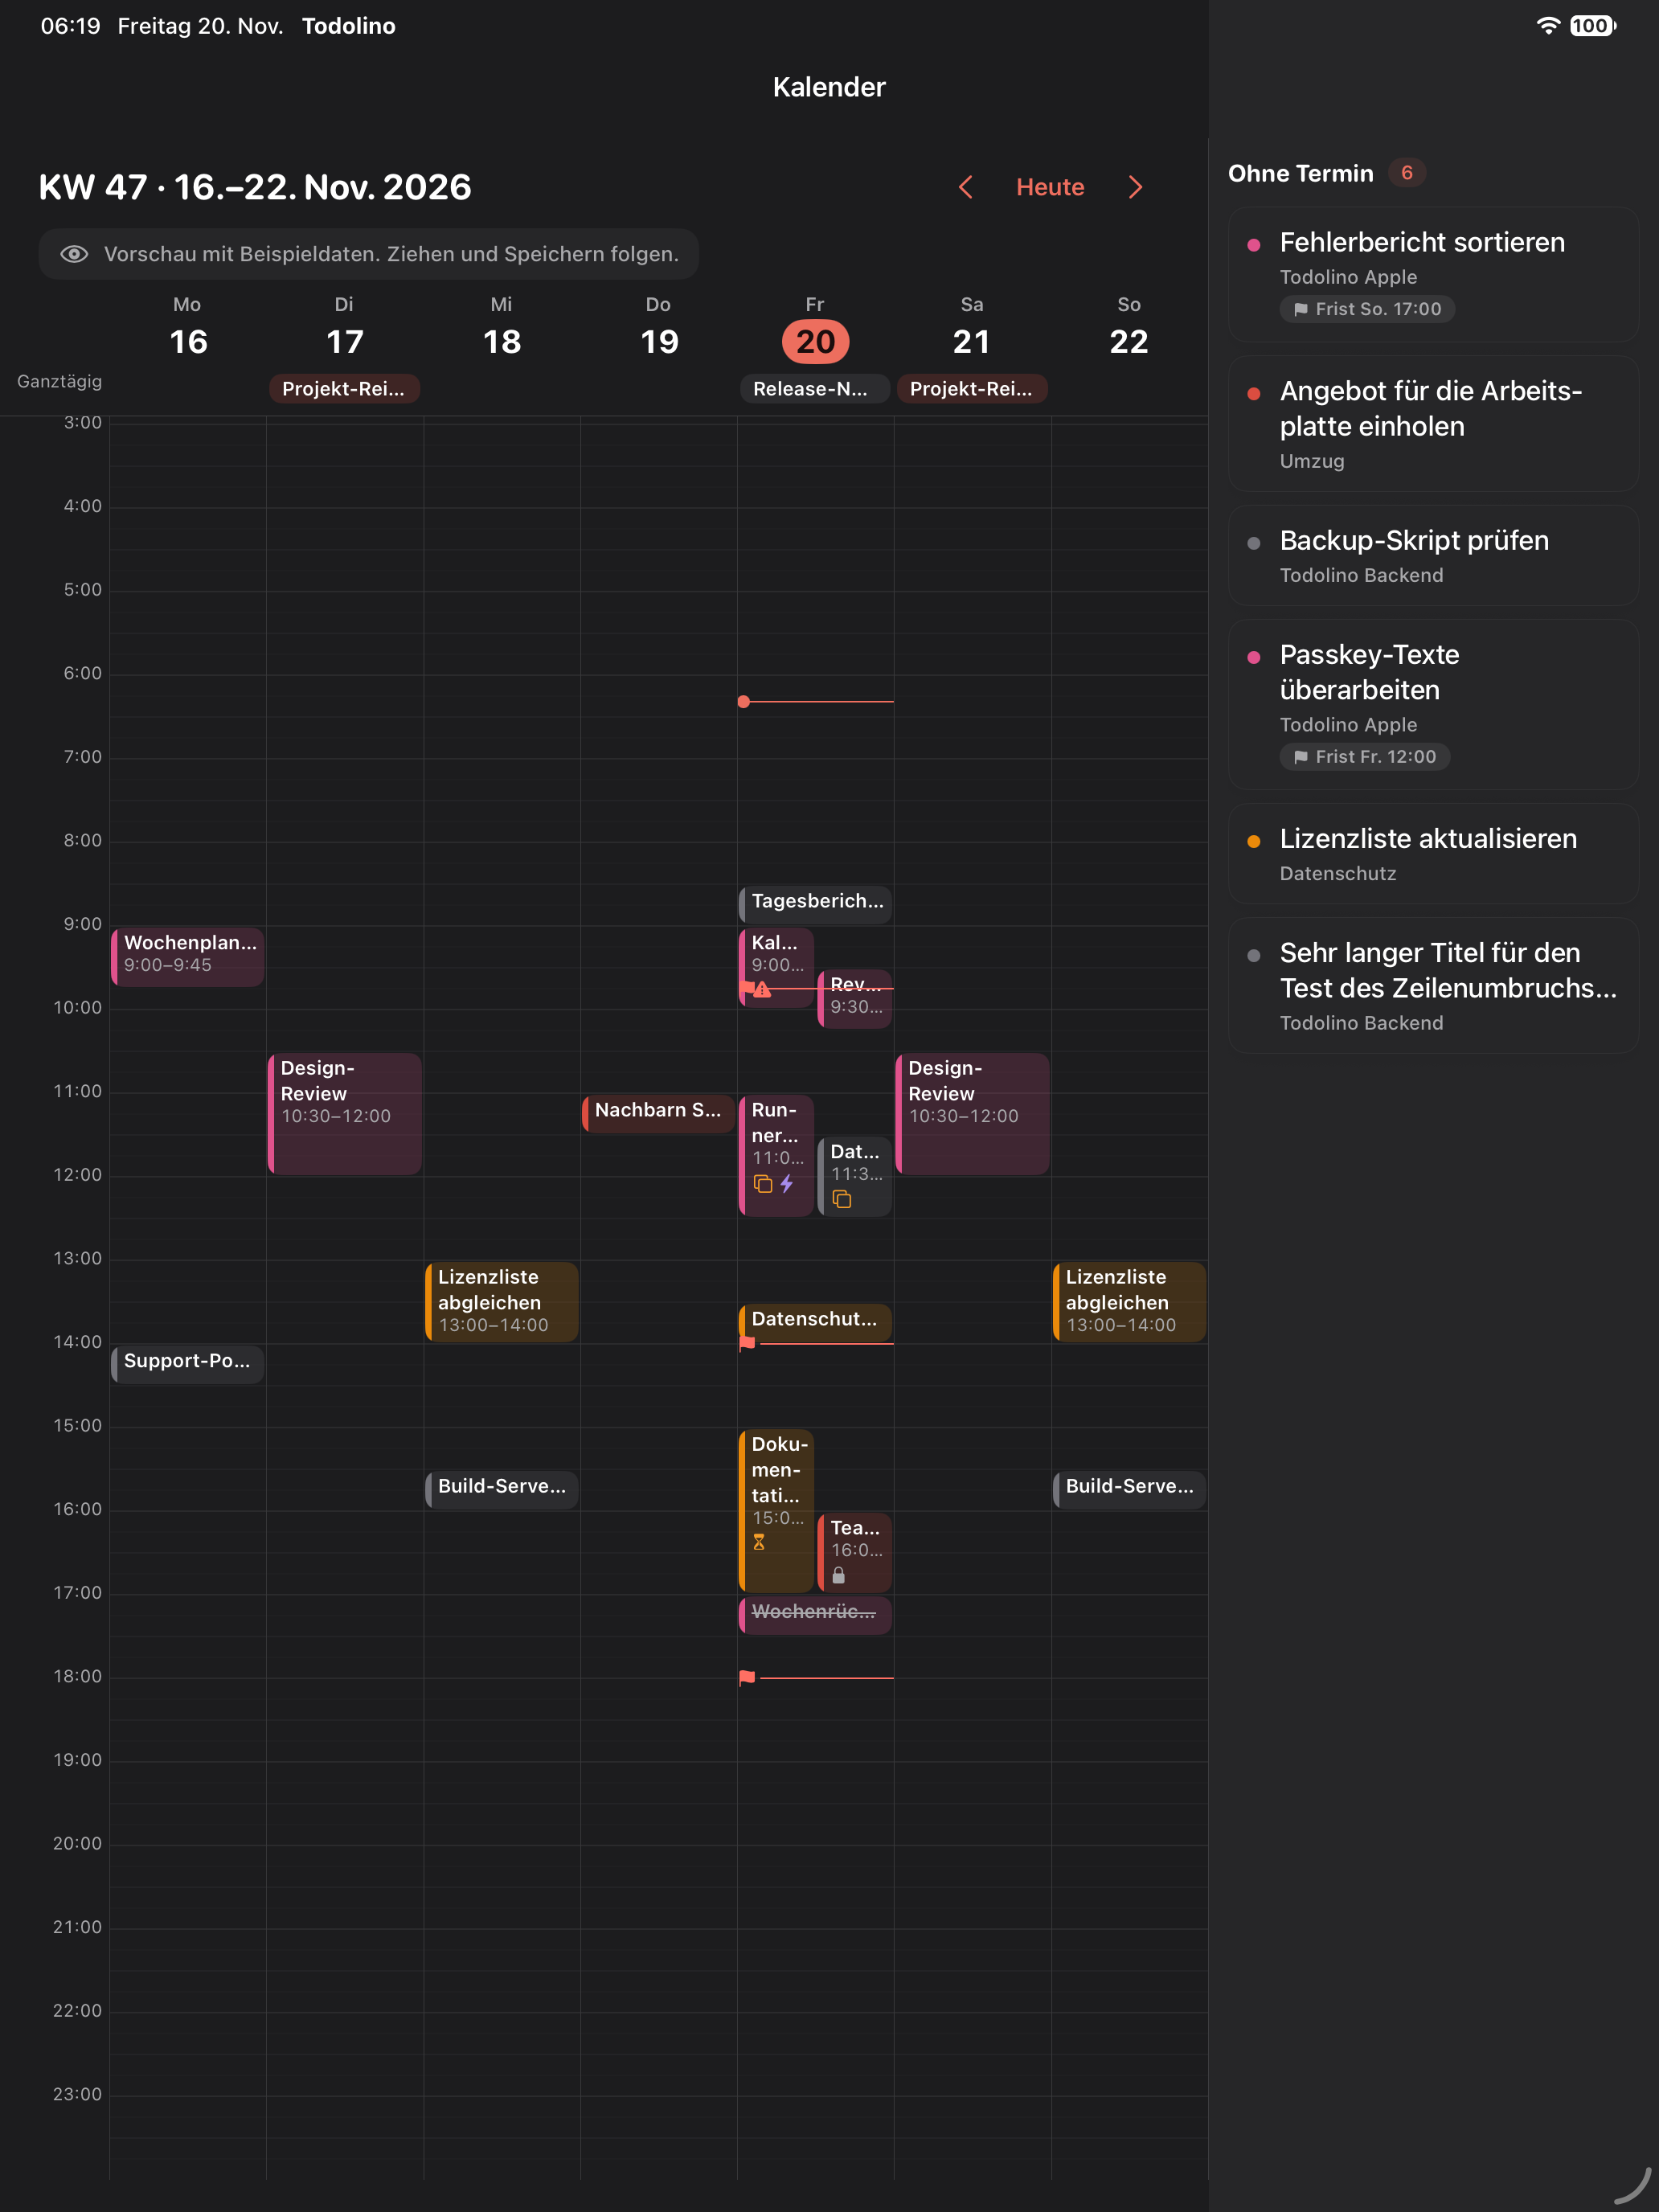 06:19 Freitag 20. Nov. Todolino
100
Kalender
KW 47 · 16.–22. Nov. 2026
Heute
Vorschau mit Beispieldaten. Ziehen und Speichern folgen.
Mo Di Mi Do Fr Sa So
16 17 18 19 20 21 22
Ganztägig
Projekt-Rei...
Release-N...
Projekt-Rei...
3:00
4:00
5:00
6:00
7:00
8:00
9:00
10:00
11:00
12:00
13:00
14:00
15:00
16:00
17:00
18:00
19:00
20:00
21:00
22:00
23:00
Wochenplan...
9:00–9:45
Support-Po...
Design-
Review
10:30–12:00
Lizenzliste
abgleichen
13:00–14:00
Build-Serve...
Nachbarn S...
Tagesberich...
Kal...
9:00...
Rev...
9:30...
Run-
ner...
11:0...
Dat...
11:3...
Datenschut...
Doku-
men-
tati...
15:0...
Tea...
16:0...
Wochenrüc...
Design-
Review
10:30–12:00
Lizenzliste
abgleichen
13:00–14:00
Build-Serve...
Ohne Termin 6
Fehlerbericht sortieren
Todolino Apple
Frist So. 17:00
Angebot für die Arbeits-
platte einholen
Umzug
Backup-Skript prüfen
Todolino Backend
Passkey-Texte
überarbeiten
Todolino Apple
Frist Fr. 12:00
Lizenzliste aktualisieren
Datenschutz
Sehr langer Titel für den
Test des Zeilenumbruchs...
Todolino Backend